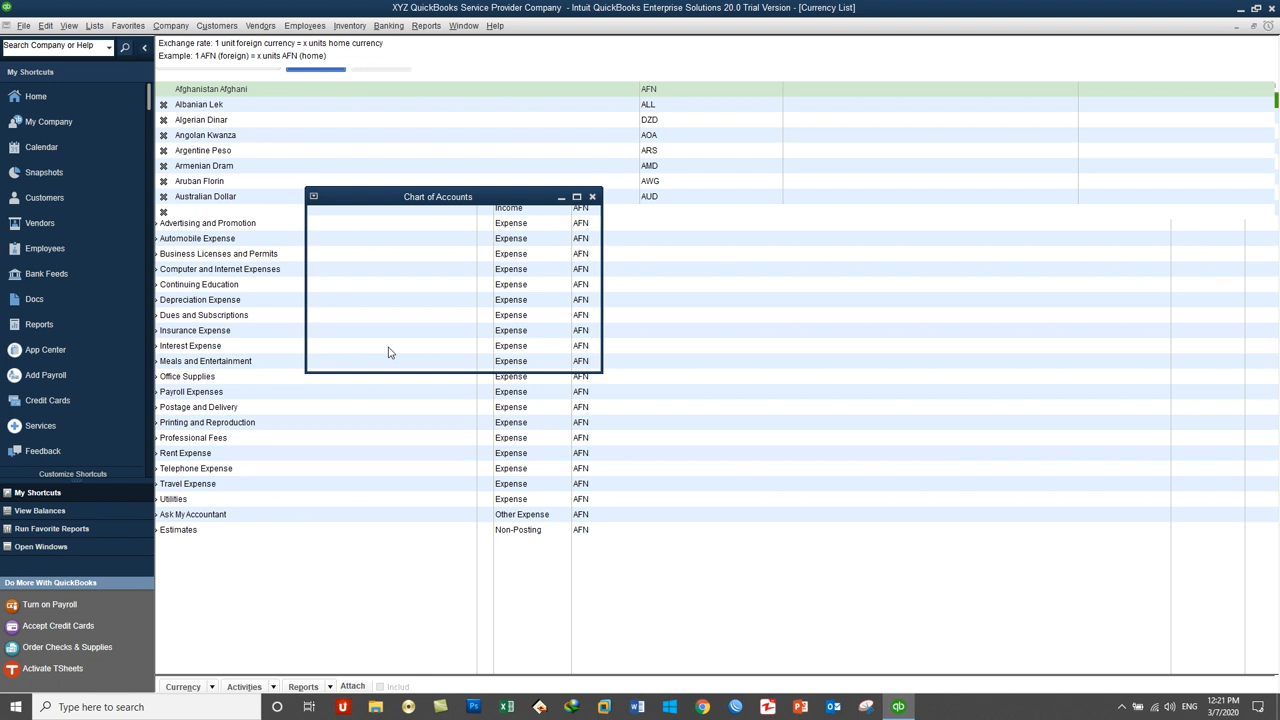 XYZ QuickBooks Service Provider Company - Intuit QuickBooks Enterprise Solutions 20.0 Trial Version - [Currency List]
File Edit View Lists Favorites Company Customers Vendors Employees Inventory Banking Reports Window Help
Search Company or Help
My Shortcuts
Home
My Company
Calendar
Snapshots
Customers
Vendors
Employees
Bank Feeds
Docs
Reports
App Center
Add Payroll
Credit Cards
Services
Feedback
Customize Shortcuts
My Shortcuts
View Balances
Run Favorite Reports
Open Windows
Do More With QuickBooks
Turn on Payroll
Accept Credit Cards
Order Checks & Supplies
Activate TSheets
Exchange rate: 1 unit foreign currency = x units home currency
Example: 1 AFN (foreign) = x units AFN (home)
Afghanistan Afghani AFN
Albanian Lek ALL
Algerian Dinar DZD
Angolan Kwanza AOA
Argentine Peso ARS
Armenian Dram AMD
Aruban Florin AWG
Australian Dollar AUD
Chart of Accounts
Income AFN
Advertising and Promotion Expense AFN
Automobile Expense Expense AFN
Business Licenses and Permits Expense AFN
Computer and Internet Expenses Expense AFN
Continuing Education Expense AFN
Depreciation Expense Expense AFN
Dues and Subscriptions Expense AFN
Insurance Expense Expense AFN
Interest Expense Expense AFN
Meals and Entertainment Expense AFN
Office Supplies Expense AFN
Payroll Expenses Expense AFN
Postage and Delivery Expense AFN
Printing and Reproduction Expense AFN
Professional Fees Expense AFN
Rent Expense Expense AFN
Telephone Expense Expense AFN
Travel Expense Expense AFN
Utilities Expense AFN
Ask My Accountant Other Expense AFN
Estimates Non-Posting AFN
Currency Activities Reports Attach Includ
Type here to search
12:21 PM
3/7/2020